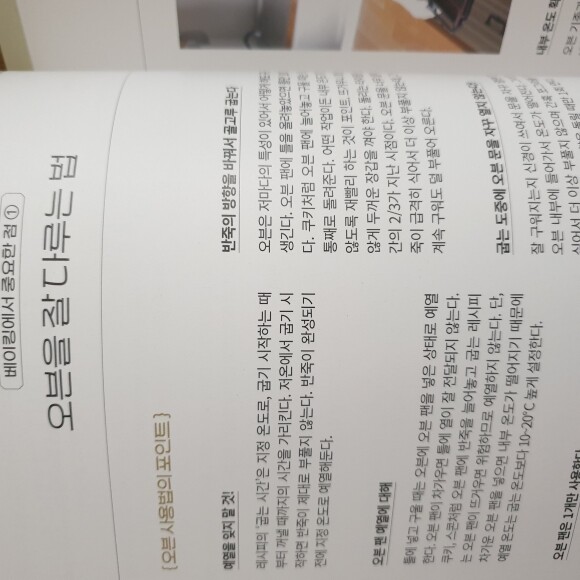 베이킹에서 중요한 점 ①
오븐을 잘 다루는 법
{ 오븐 사용법의 포인트 }
예열을 잊지 말 것!
레시피의 '굽는 시간'은 지정 온도로, 굽기 시작하는 때
부터 꺼낼 때까지의 시간을 가리킨다. 저온에서 굽기 시
작하면 반죽이 제대로 부풀지 않는다. 반죽이 완성되기
전에 지정 온도로 예열해둔다.
오븐 팬 예열에 대해
틀에 넣고 구울 때는 오븐에 오븐 팬을 넣은 상태로 예열
한다. 오븐 팬이 차가우면 틀에 열이 잘 전달되지 않는다.
쿠키, 스콘처럼 오븐 팬에 반죽을 늘어놓고 굽는 레시피
는 오븐 팬이 뜨거우면 위험하므로 예열하지 않는다. 단,
차가운 오븐 팬을 넣으면 내부 온도가 떨어지기 때문에
예열 온도는 굽는 온도보다 10~20℃ 높게 설정한다.
오븐 팬은 1개만 사용한다
반죽의 방향을 바꿔서 골고루 굽는다
오븐은 저마다의 특성이 있어서
생긴다. 오븐 팬에 틀을 올려놓았으면
다. 쿠키처럼 오븐 팬에 늘어놓고
통째로 돌려준다. 어떤 작업이든
않도록 재빨리 하는 것이 포인트.
않게 두꺼운 장갑을 껴야 한다.
간의 2/3가 지난 시점이다. 오븐 문을
죽이 급격히 식어서 더 이상 부풀지
계속 구워도 덜 부풀어 오른다.
굽는 도중에 오븐 문을 자꾸 열지 않는다
잘 구워지는지 신경이 쓰여서 문을 자꾸
오븐 내부에 들어가서 온도가
이상 부풀지 않으며
식어서 더 이상 부풀지
내부 온도
오븐